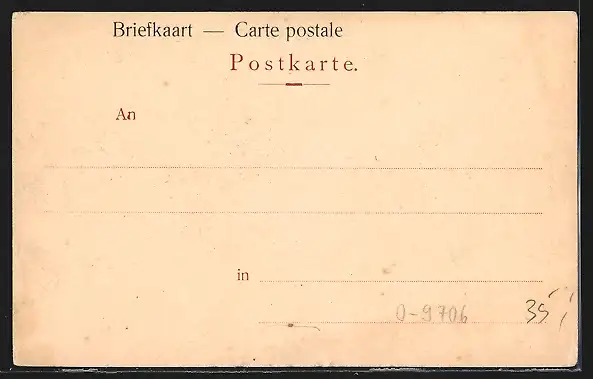 Briefkaart — Carte postale
Postkarte.
An
in
0-9706
35